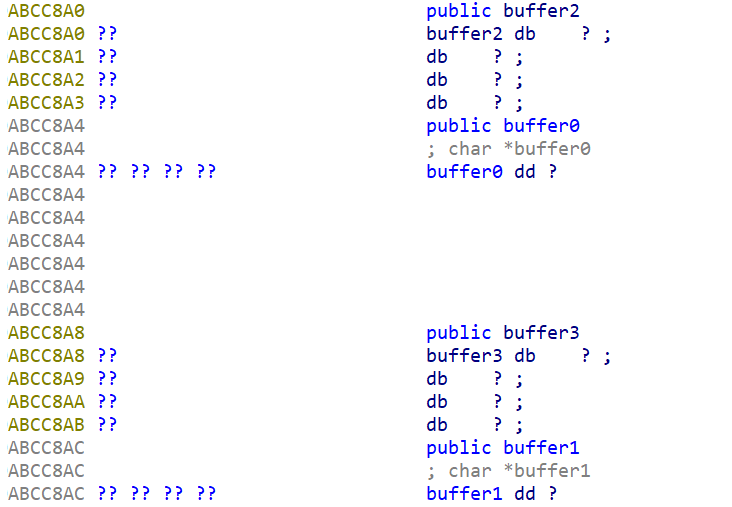 ABCC8A0 public buffer2
ABCC8A0 ?? buffer2 db ? ;
ABCC8A1 ?? db ? ;
ABCC8A2 ?? db ? ;
ABCC8A3 ?? db ? ;
ABCC8A4 public buffer0
ABCC8A4 ; char *buffer0
ABCC8A4 ?? ?? ?? ?? buffer0 dd ?
ABCC8A4
ABCC8A4
ABCC8A4
ABCC8A4
ABCC8A4
ABCC8A4
ABCC8A8 public buffer3
ABCC8A8 ?? buffer3 db ? ;
ABCC8A9 ?? db ? ;
ABCC8AA ?? db ? ;
ABCC8AB ?? db ? ;
ABCC8AC public buffer1
ABCC8AC ; char *buffer1
ABCC8AC ?? ?? ?? ?? buffer1 dd ?